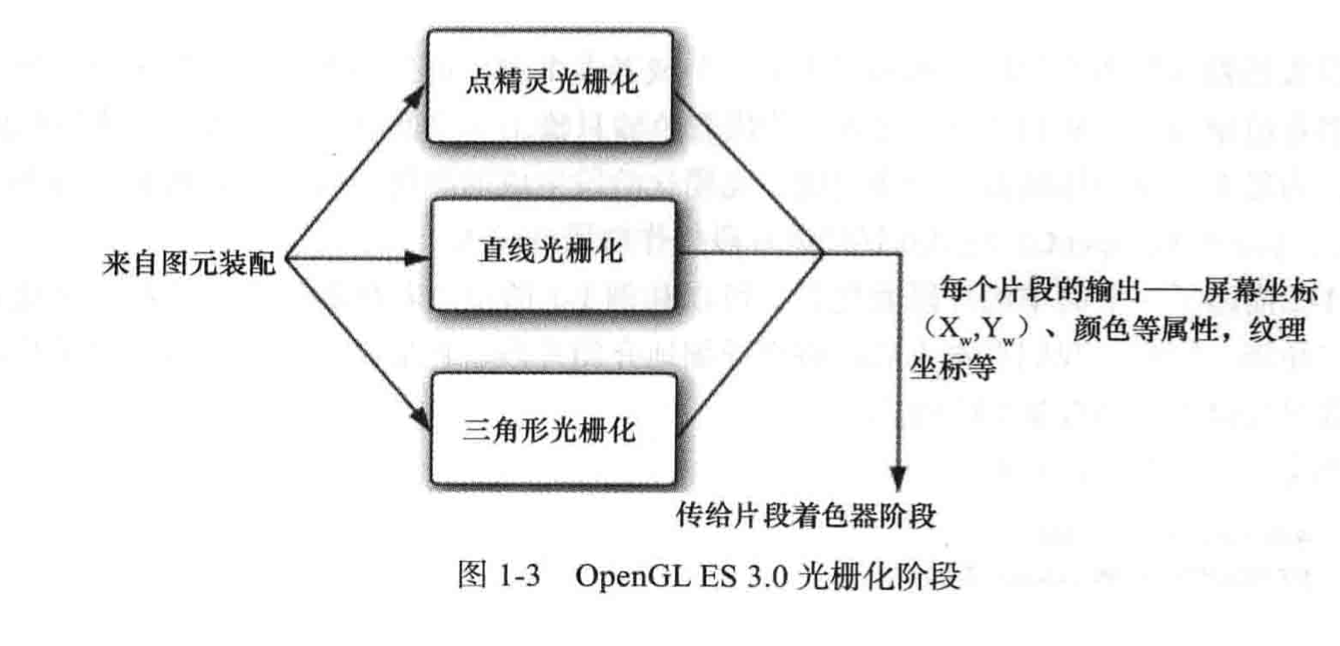 点精灵光栅化
来自图元装配
直线光栅化
每个片段的输出——屏幕坐标
（Xw,Yw）、颜色等属性，纹理
坐标等
三角形光栅化
传给片段着色器阶段
图 1-3 OpenGL ES 3.0 光栅化阶段